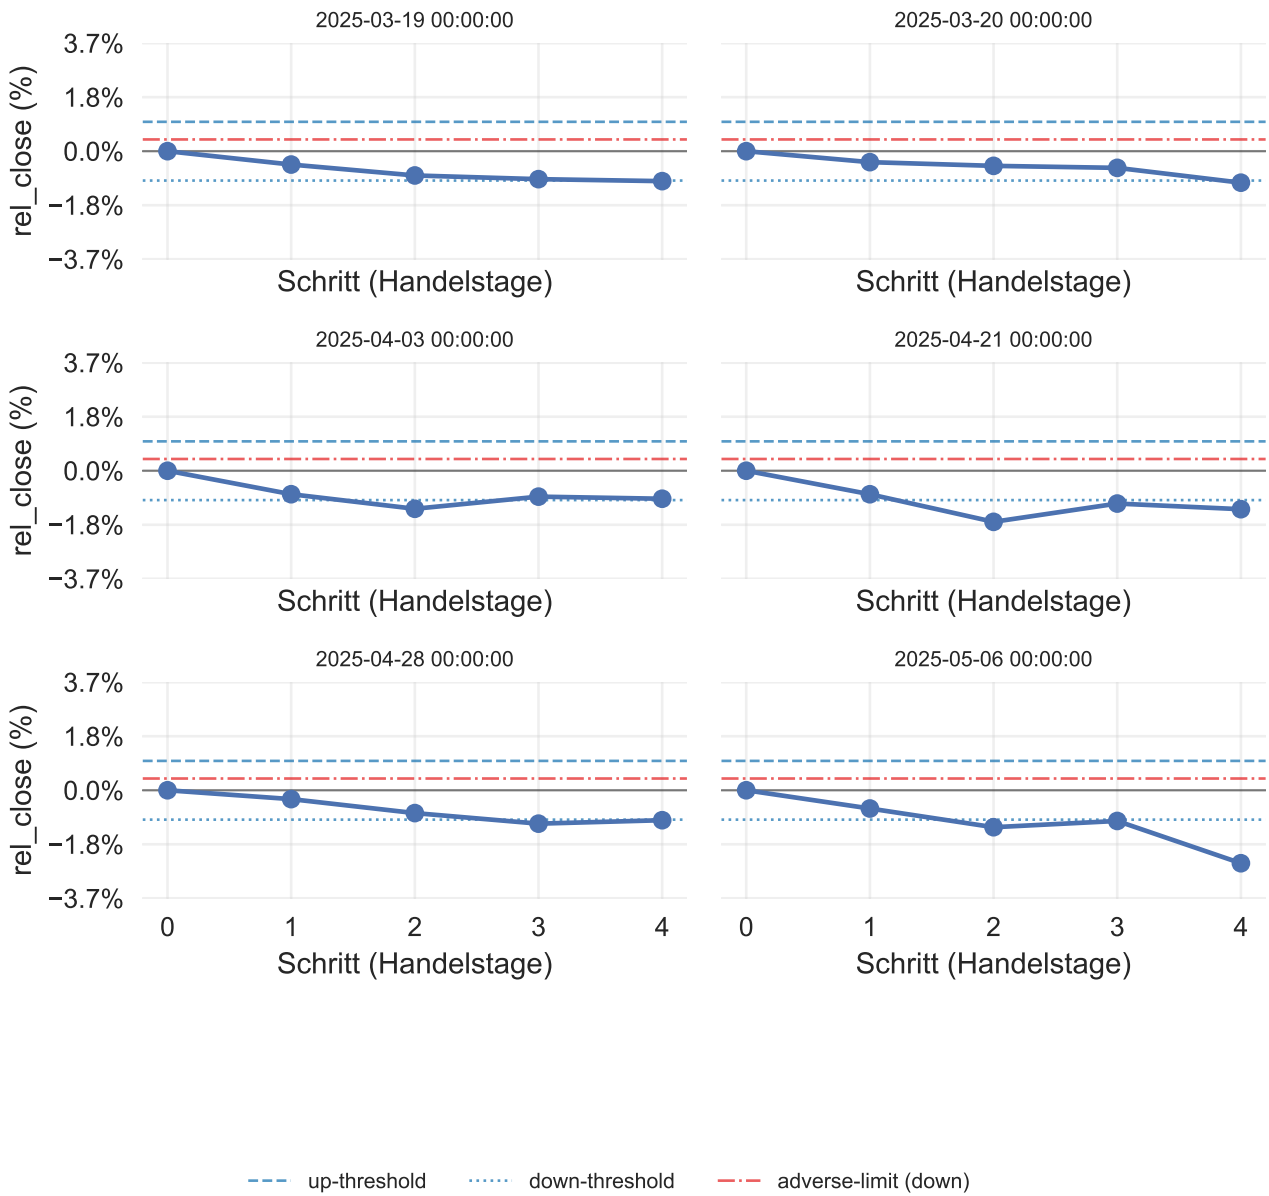 2025-03-19 00:00:00
2025-03-20 00:00:00
3.7%
1.8%
0.0%
−1.8%
−3.7%
rel_close (%)
Schritt (Handelstage)
Schritt (Handelstage)
2025-04-03 00:00:00
2025-04-21 00:00:00
3.7%
1.8%
0.0%
−1.8%
−3.7%
rel_close (%)
Schritt (Handelstage)
Schritt (Handelstage)
2025-04-28 00:00:00
2025-05-06 00:00:00
3.7%
1.8%
0.0%
−1.8%
−3.7%
rel_close (%)
0 1 2 3 4
0 1 2 3 4
Schritt (Handelstage)
Schritt (Handelstage)
up-threshold
down-threshold
adverse-limit (down)